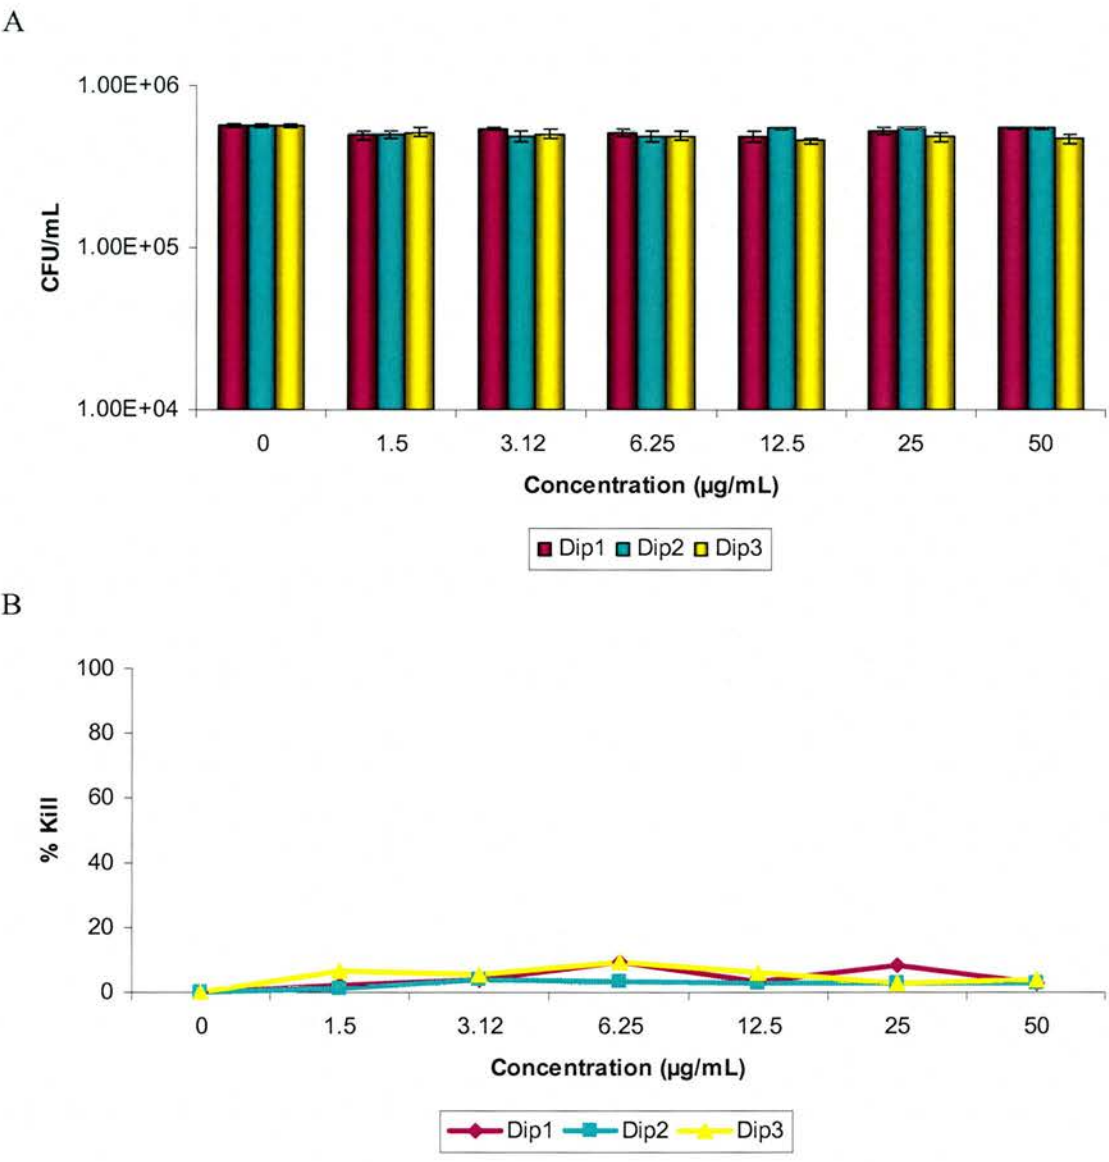 A
1.00E+06
1.00E+05
1.00E+04
CFU/mL
0 1.5 3.12 6.25 12.5 25 50
Concentration (µg/mL)
Dip1 Dip2 Dip3
B
100
80
60
40
20
0
% Kill
0 1.5 3.12 6.25 12.5 25 50
Concentration (µg/mL)
Dip1 Dip2 Dip3